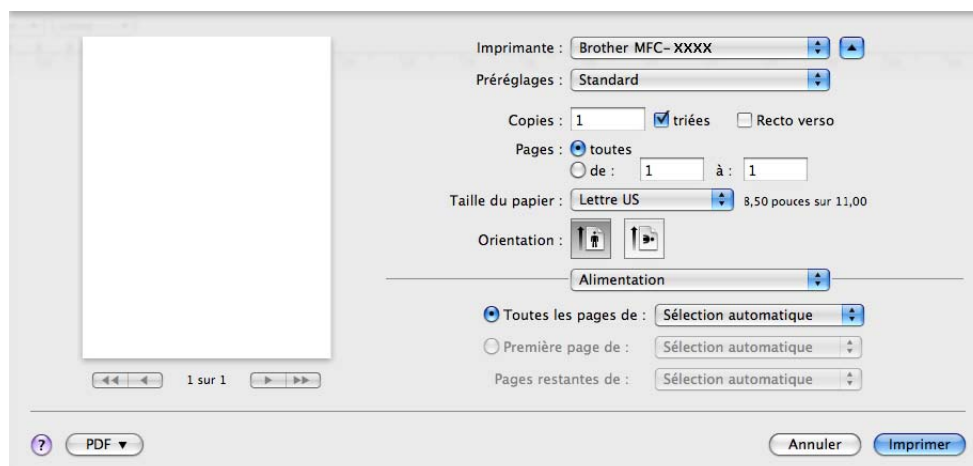 Imprimante : Brother MFC-XXXX
Préréglages : Standard
Copies : 1 triées Recto verso
Pages : toutes
de : 1 à : 1
Taille du papier : Lettre US 8,50 pouces sur 11,00
Orientation :
Alimentation
Toutes les pages de : Sélection automatique
Première page de : Sélection automatique
Pages restantes de : Sélection automatique
1 sur 1
? PDF ▼ Annuler Imprimer